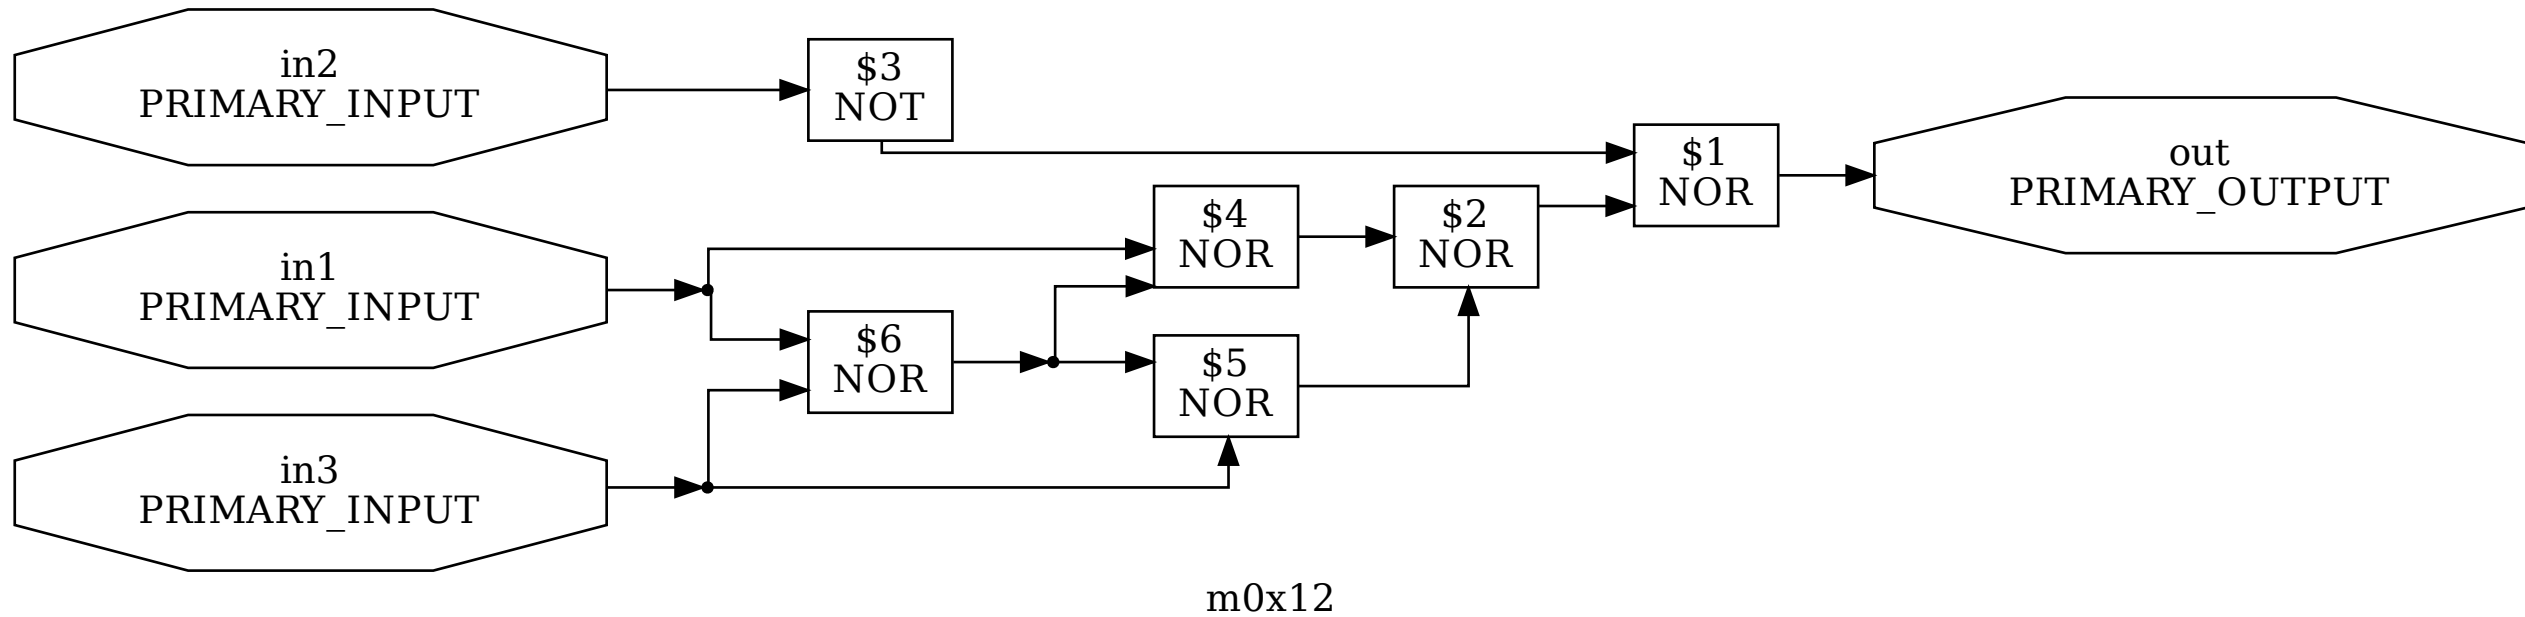 in2
PRIMARY_INPUT
$3
NOT
$1
NOR
out
PRIMARY_OUTPUT
in1
PRIMARY_INPUT
$4
NOR
$2
NOR
$6
NOR
$5
NOR
in3
PRIMARY_INPUT
m0x12